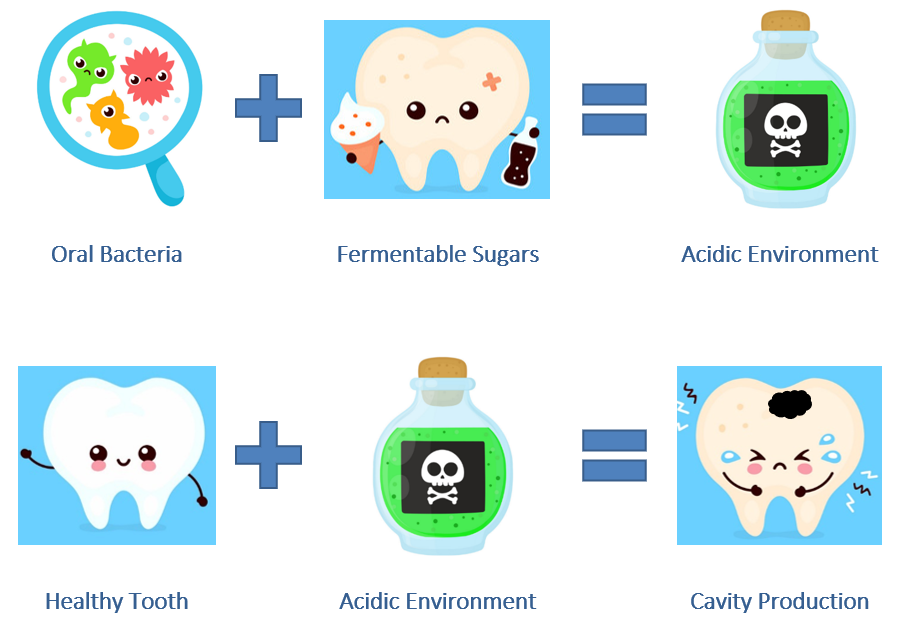 Oral Bacteria
Fermentable Sugars
Acidic Environment
Healthy Tooth
Acidic Environment
Cavity Production